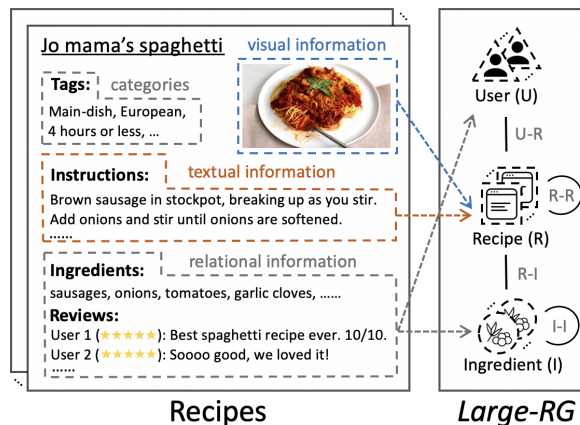 Jo mama's spaghetti
visual information
Tags: categories
Main-dish, European,
4 hours or less, ...
Instructions: textual information
Brown sausage in stockpot, breaking up as you stir.
Add onions and stir until onions are softened.
......
Ingredients: relational information
sausages, onions, tomatoes, garlic cloves, ......
Reviews:
User 1 (★★★★★): Best spaghetti recipe ever. 10/10.
User 2 (★★★★★): Soooo good, we loved it!
......
Recipes
User (U)
U-R
R-R
Recipe (R)
R-I
I-I
Ingredient (I)
Large-RG